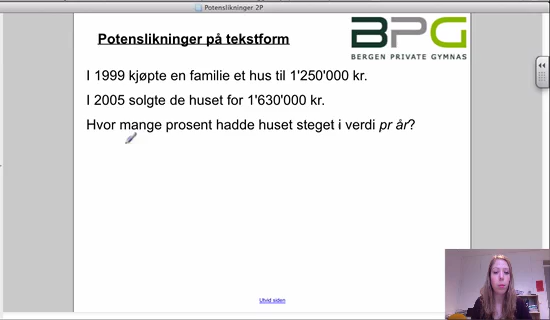 Potenslikninger 2P
Potenslikninger på tekstform
BPG
BERGEN PRIVATE GYMNAS
I 1999 kjøpte en familie et hus til 1'250'000 kr.
I 2005 solgte de huset for 1'630'000 kr.
Hvor mange prosent hadde huset steget i verdi pr år?
Utvid siden